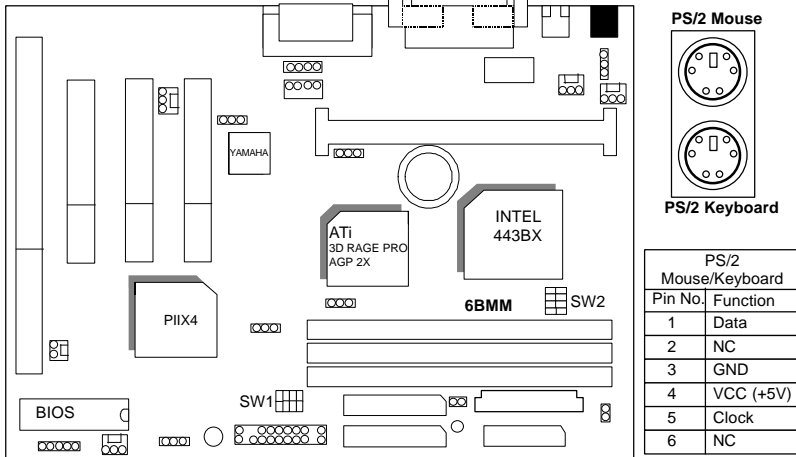 PS/2 Mouse
PS/2 Keyboard
YAMAHA
ATi
3D RAGE PRO
AGP 2X
INTEL
443BX
PIIX4
6BMM
SW2
SW1
BIOS
PS/2
Mouse/Keyboard
Pin No. Function
1 Data
2 NC
3 GND
4 VCC (+5V)
5 Clock
6 NC